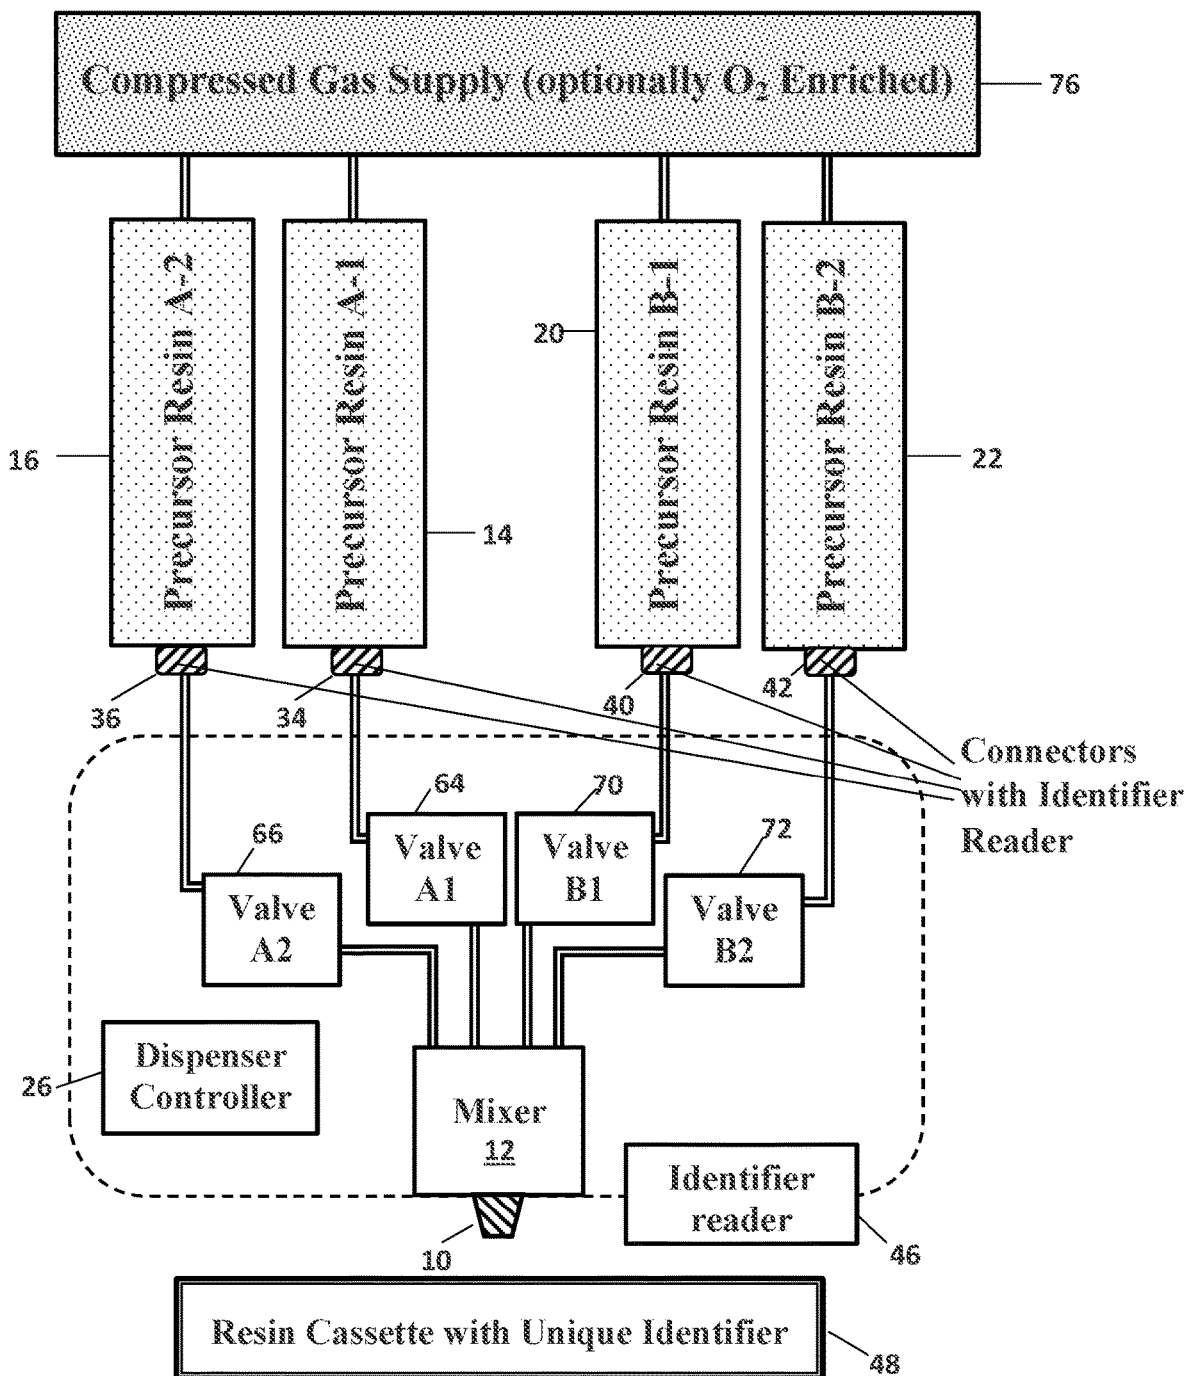 Compressed Gas Supply (optionally O₂ Enriched)
76
Precursor Resin A-2
Precursor Resin A-1
Precursor Resin B-1
Precursor Resin B-2
20
16
22
14
36
34
40
42
Connectors
with Identifier
Reader
64
70
66
72
Valve
A1
Valve
B1
Valve
A2
Valve
B2
Dispenser
Controller
26
Mixer
12
Identifier
reader
46
10
Resin Cassette with Unique Identifier
48